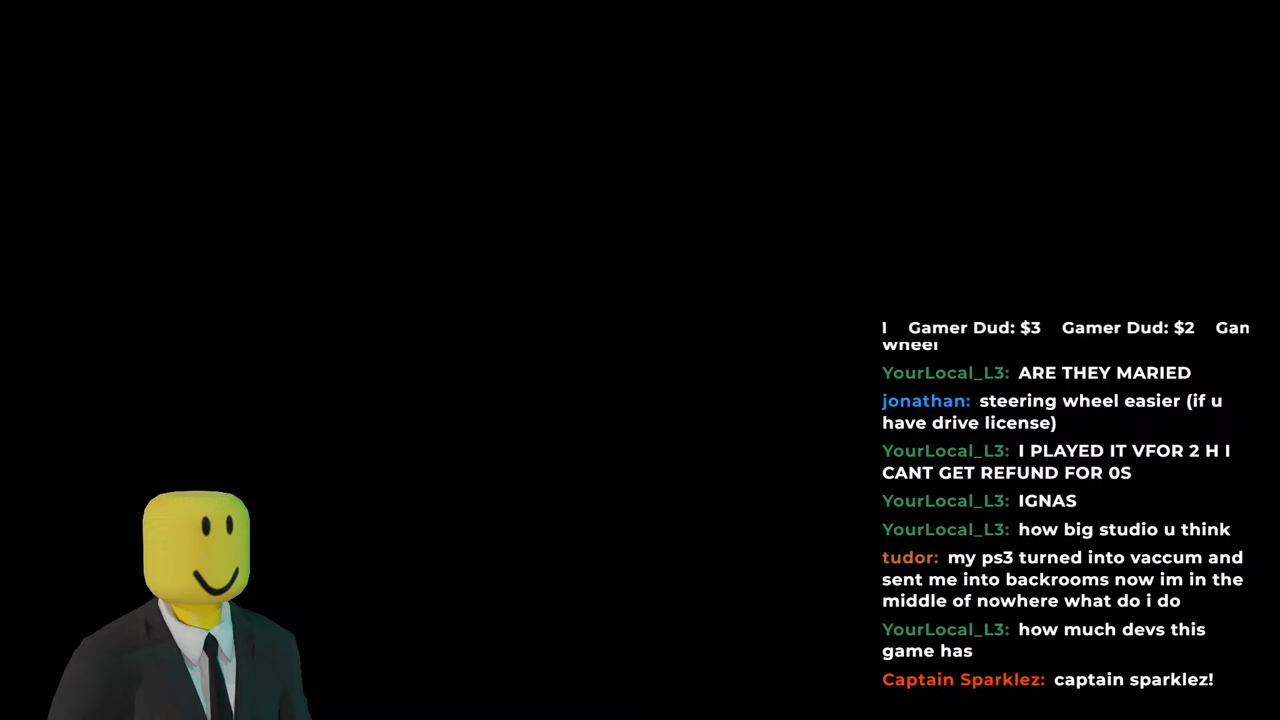 I Gamer Dud: $3 Gamer Dud: $2 Gam
wheel
YourLocal_L3: ARE THEY MARIED
jonathan: steering wheel easier (if u
have drive license)
YourLocal_L3: I PLAYED IT VFOR 2 H I
CANT GET REFUND FOR 0S
YourLocal_L3: IGNAS
YourLocal_L3: how big studio u think
tudor: my ps3 turned into vaccum and
sent me into backrooms now im in the
middle of nowhere what do i do
YourLocal_L3: how much devs this
game has
Captain Sparklez: captain sparklez!